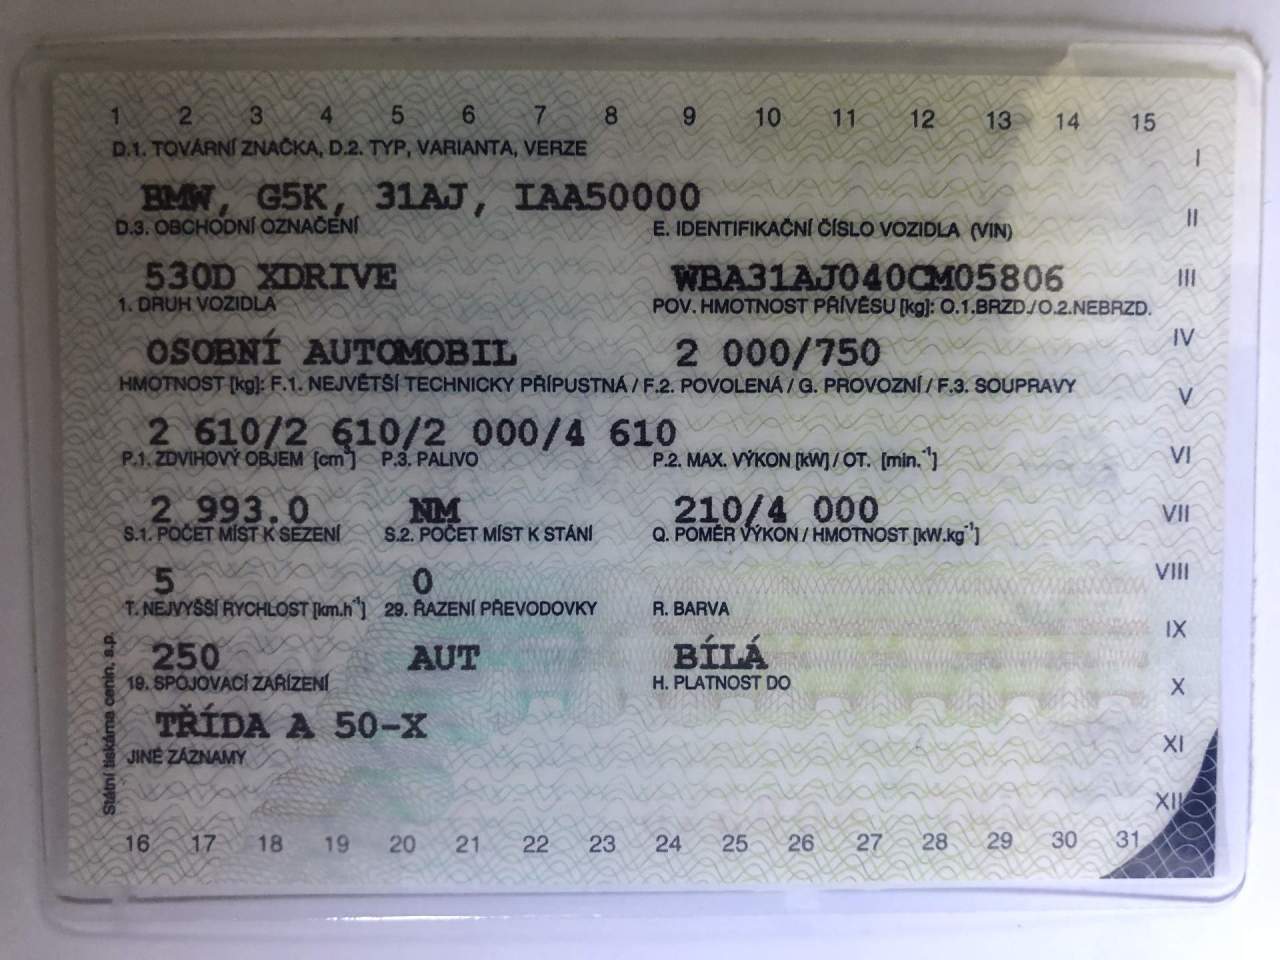 1 2 3 4 5 6 7 8 9 10 11 12 13 14 15
D.1. TOVÁRNÍ ZNAČKA, D.2. TYP, VARIANTA, VERZE
I
BMW, G5K, 31AJ, IAA50000
II
D.3. OBCHODNÍ OZNAČENÍ E. IDENTIFIKAČNÍ ČÍSLO VOZIDLA (VIN)
530D XDRIVE WBA31AJ040CM05806
III
1. DRUH VOZIDLA POV. HMOTNOST PŘÍVĚSU [kg]: O.1.BRZD./O.2.NEBRZD.
IV
OSOBNÍ AUTOMOBIL 2 000/750
HMOTNOST [kg]: F.1. NEJVĚTŠÍ TECHNICKY PŘÍPUSTNÁ / F.2. POVOLENÁ / G. PROVOZNÍ / F.3. SOUPRAVY
V
2 610/2 610/2 000/4 610
VI
P.1. ZDVIHOVÝ OBJEM [cm³] P.3. PALIVO P.2. MAX. VÝKON [kW] / OT. [min.⁻¹]
2 993.0 NM 210/4 000
VII
S.1. POČET MÍST K SEZENÍ S.2. POČET MÍST K STÁNÍ Q. POMĚR VÝKON / HMOTNOST [kW.kg⁻¹]
VIII
5 0
T. NEJVYŠŠÍ RYCHLOST [km.h⁻¹] 29. ŘAZENÍ PŘEVODOVKY R. BARVA
IX
250 AUT BÍLÁ
19. SPOJOVACÍ ZAŘÍZENÍ H. PLATNOST DO
X
TŘÍDA A 50-X
XI
JINÉ ZÁZNAMY
XII
Státní tiskárna cenin, s.p.
16 17 18 19 20 21 22 23 24 25 26 27 28 29 30 31